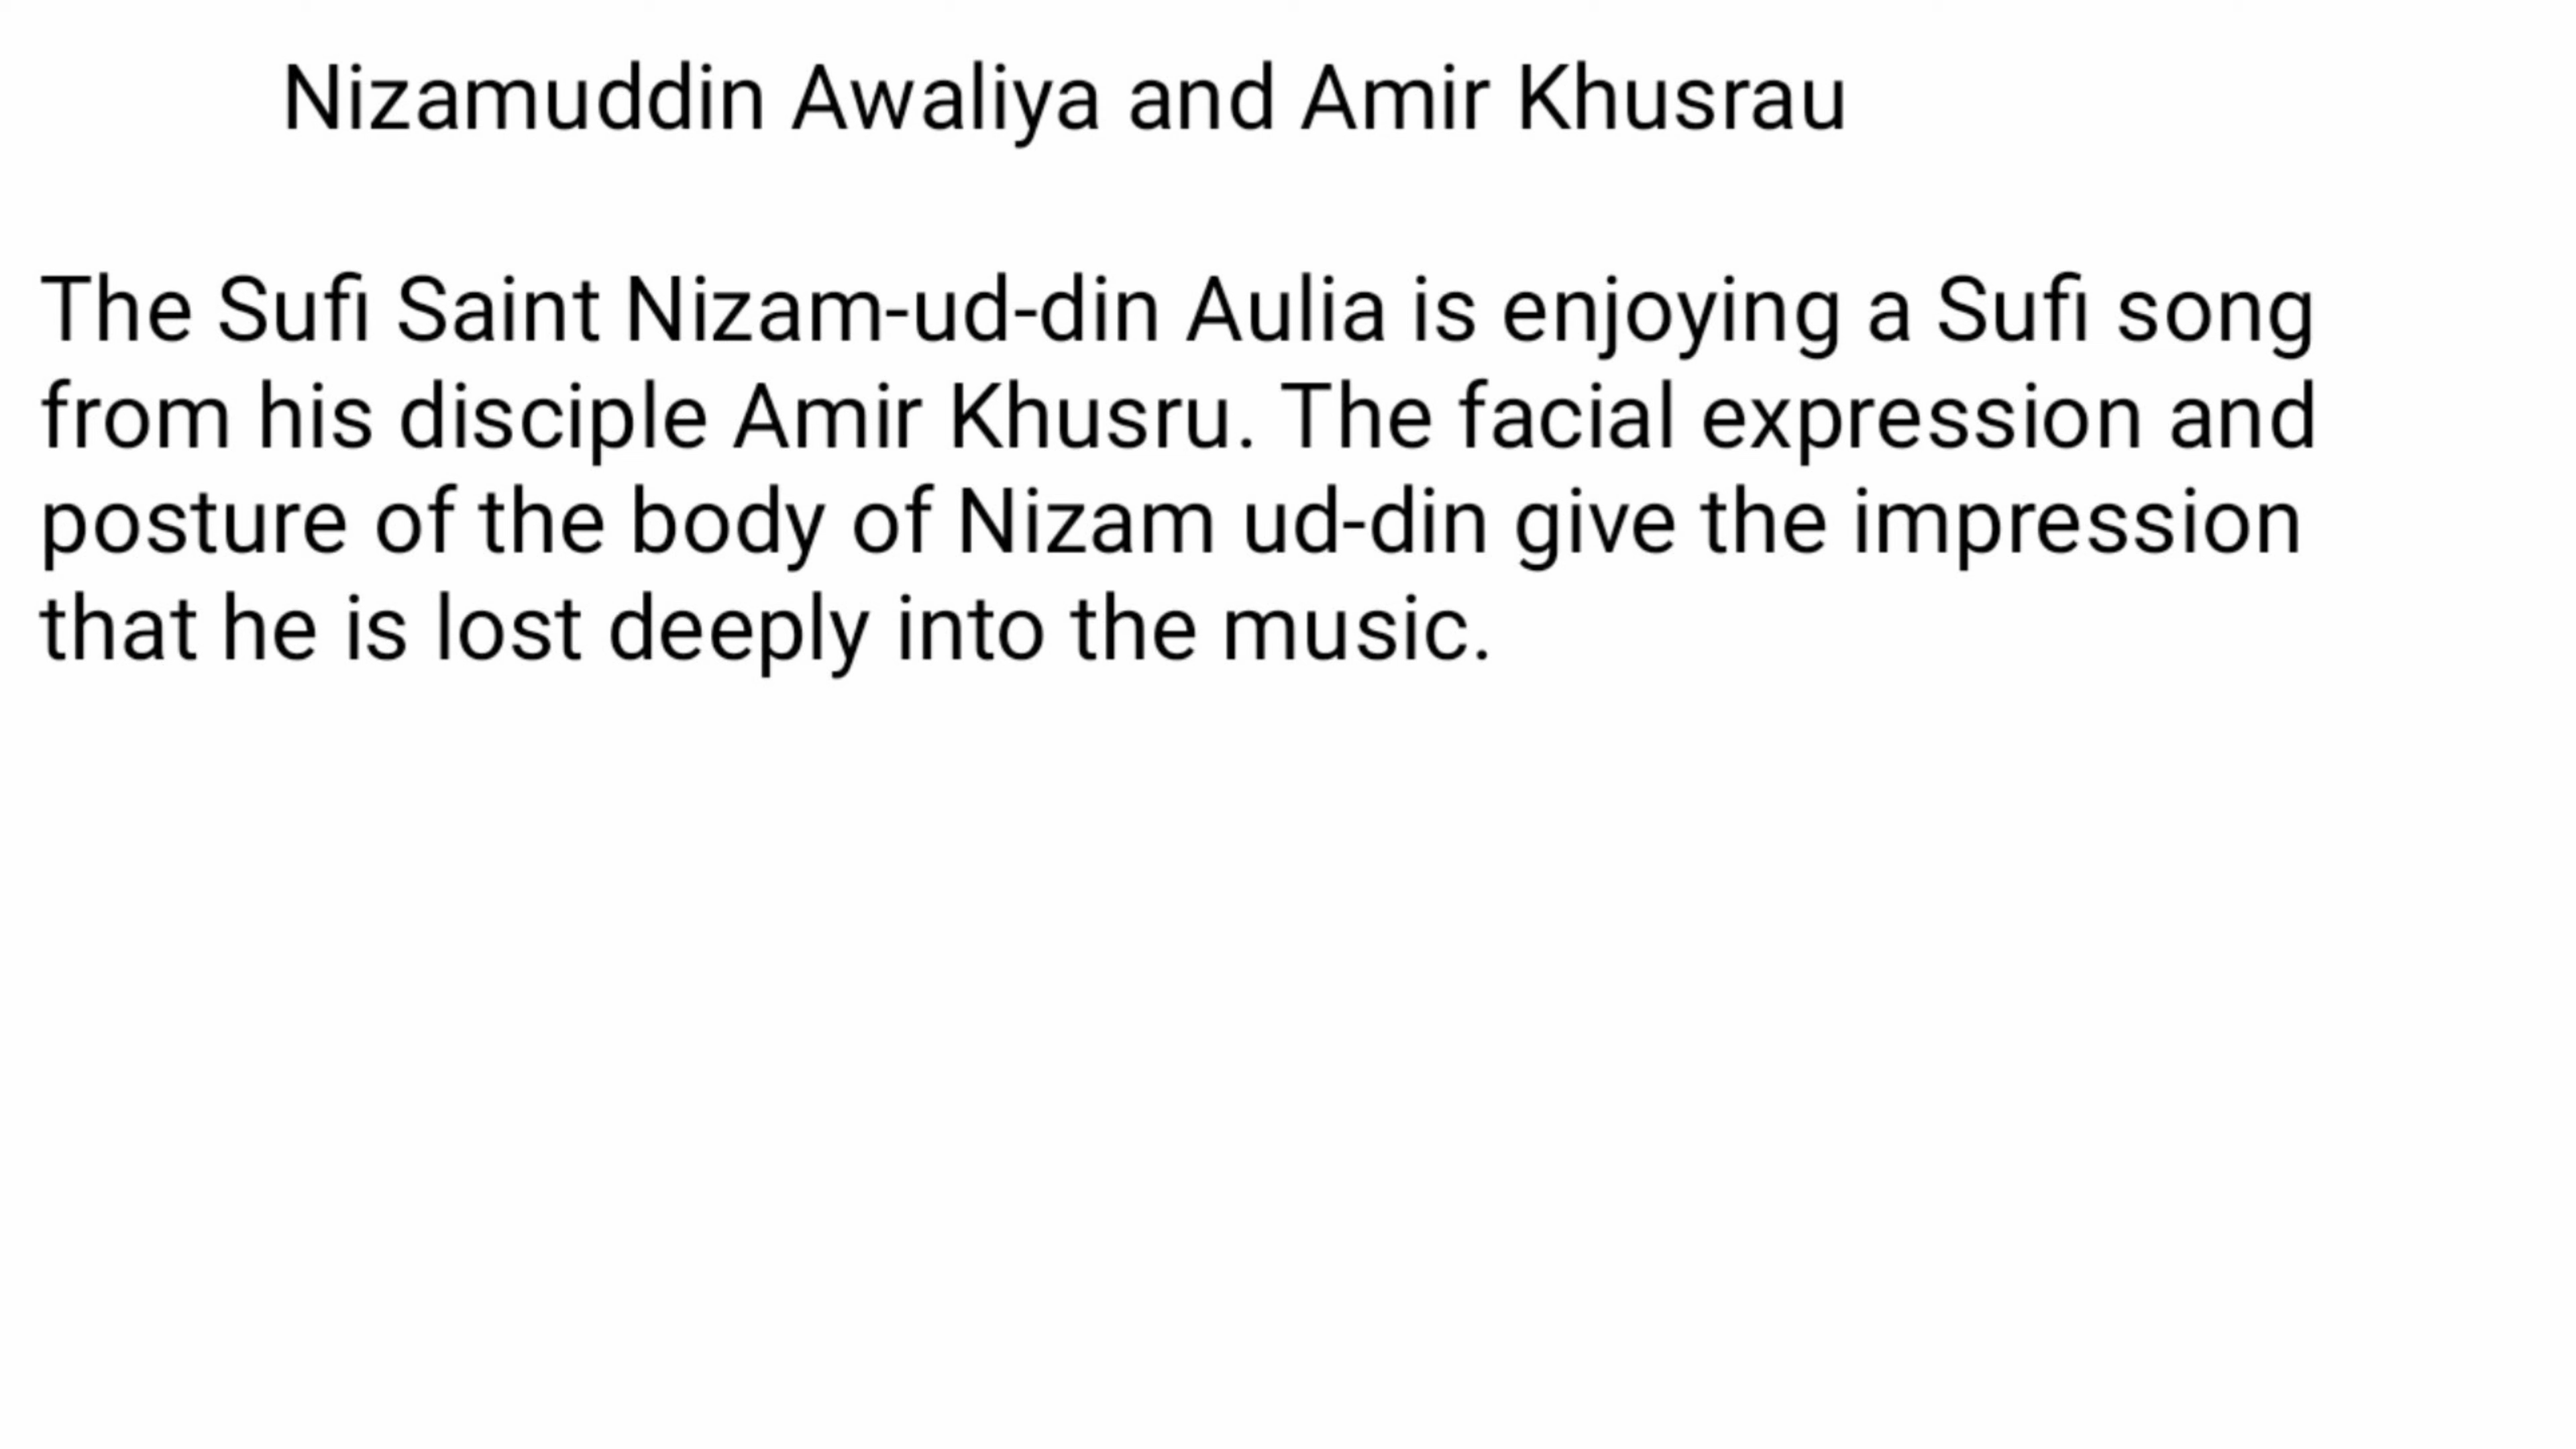 Nizamuddin Awaliya and Amir Khusrau
The Sufi Saint Nizam-ud-din Aulia is enjoying a Sufi song
from his disciple Amir Khusru. The facial expression and
posture of the body of Nizam ud-din give the impression
that he is lost deeply into the music.